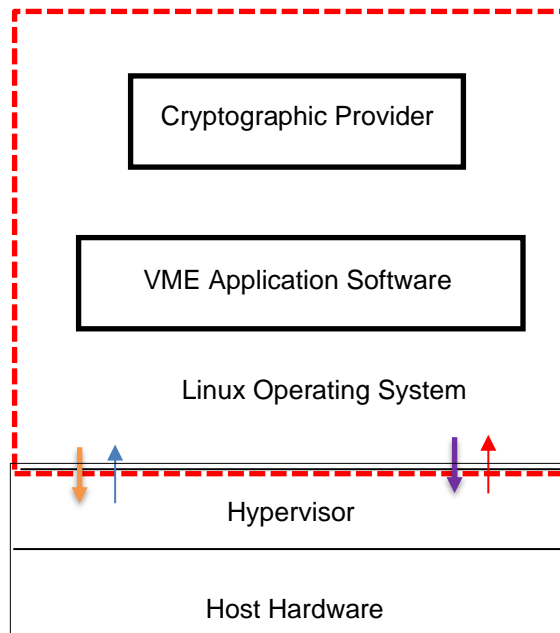 Cryptographic Provider
VME Application Software
Linux Operating System
Hypervisor
Host Hardware